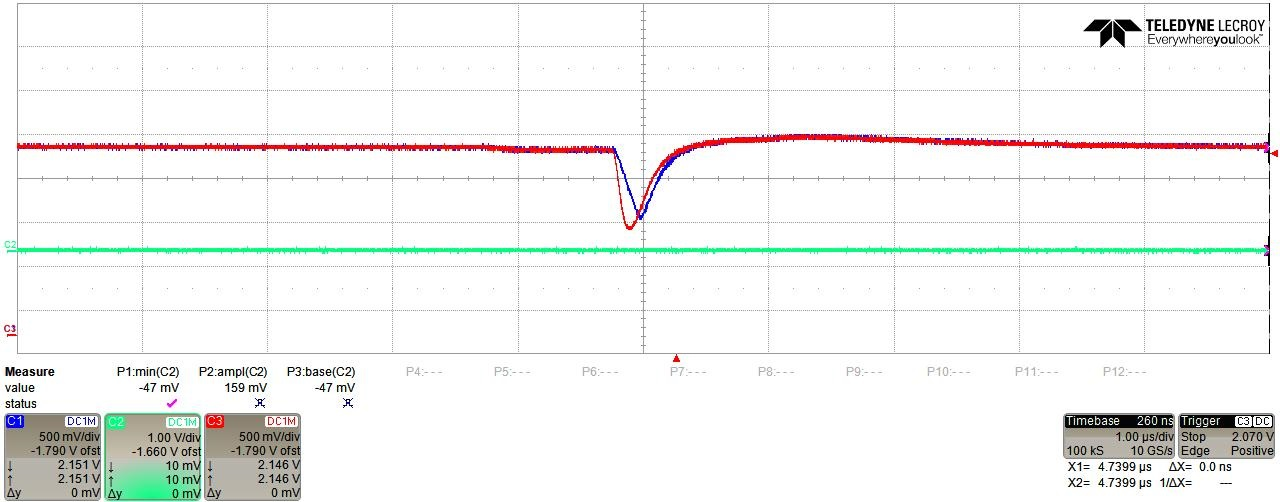 TELEDYNE LECROY
Everywhereyoulook™
C2
C3
Measure P1:min(C2) P2:ampl(C2) P3:base(C2) P4:--- P5:--- P6:--- P7:--- P8:--- P9:--- P10:--- P11:--- P12:---
value -47 mV 159 mV -47 mV
status
C1 DC1M
500 mV/div
-1.790 V ofst
↓ 2.151 V
↑ 2.151 V
Δy 0 mV
C2 DC1M
1.00 V/div
-1.660 V ofst
↓ 10 mV
↑ 10 mV
Δy 0 mV
C3 DC1M
500 mV/div
-1.790 V ofst
↓ 2.146 V
↑ 2.146 V
Δy 0 mV
Timebase 260 ns
1.00 µs/div
100 kS 10 GS/s
Trigger C3 DC
Stop 2.070 V
Edge Positive
X1= 4.7399 µs ΔX= 0.0 ns
X2= 4.7399 µs 1/ΔX= ---